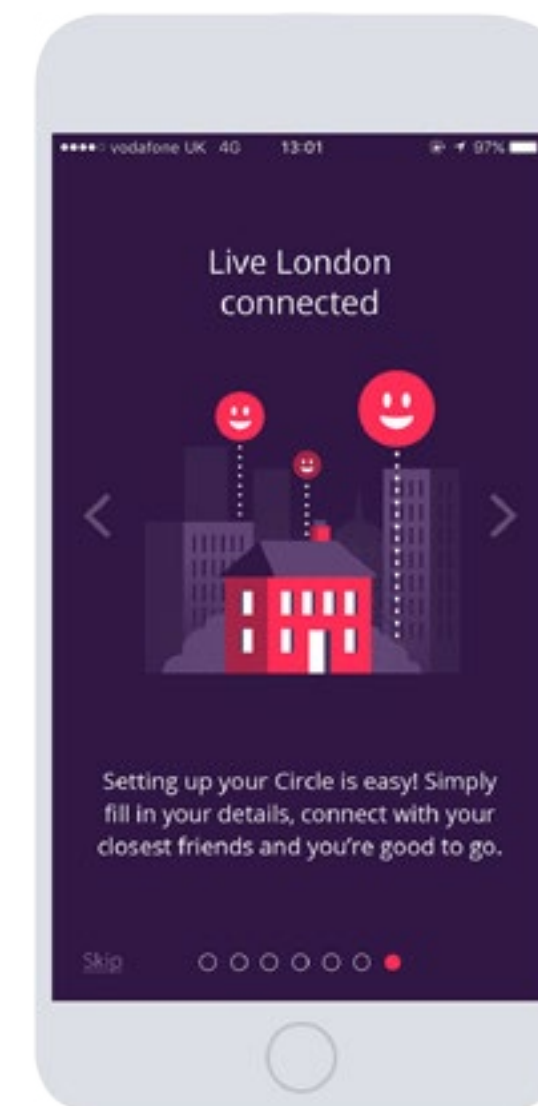 vodafone UK 4G 13:01 97%
Live London
connected
Setting up your Circle is easy! Simply
fill in your details, connect with your
closest friends and you're good to go.
Skip